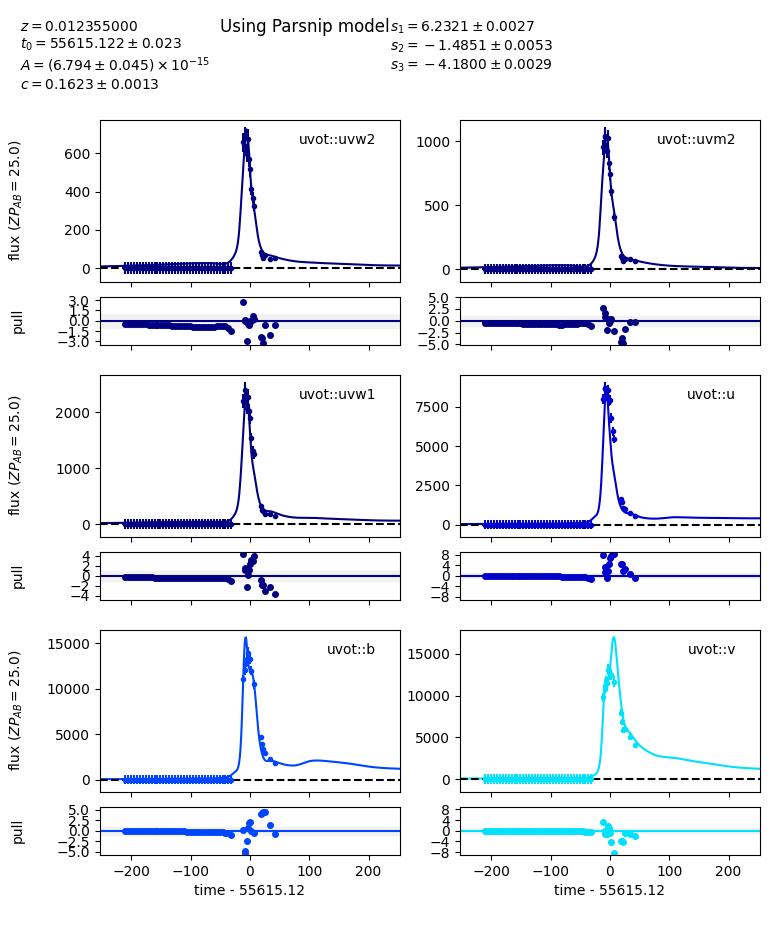 z = 0.012355000
Using Parsnip model
s1 = 6.2321 ± 0.0027
t0 = 55615.122 ± 0.023
s2 = −1.4851 ± 0.0053
A = (6.794 ± 0.045) × 10^−15
s3 = −4.1800 ± 0.0029
c = 0.1623 ± 0.0013
flux (ZP_AB = 25.0)
600
400
200
0
uvot::uvw2
1000
500
0
uvot::uvm2
pull
3.0
1.5
0.0
−1.5
−3.0
5.0
2.5
0.0
−2.5
−5.0
flux (ZP_AB = 25.0)
2000
1000
0
uvot::uvw1
7500
5000
2500
0
uvot::u
pull
4
2
0
−2
−4
8
4
0
−4
−8
flux (ZP_AB = 25.0)
15000
10000
5000
0
uvot::b
15000
10000
5000
0
uvot::v
pull
5.0
2.5
0.0
−2.5
−5.0
8
4
0
−4
−8
−200 −100 0 100 200
−200 −100 0 100 200
time - 55615.12
time - 55615.12